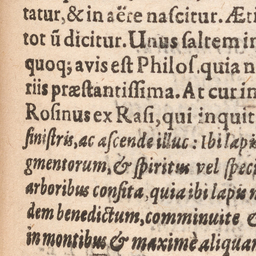 tatur, & in aëre nascitur. Æti
tot ũ dicitur. Unus saltem in
quoq; avis est Philos. quia n
riis præstantissima. At cur in
Rosinus ex Rasi, qui inquit
sinistris, ac ascende illuc: Ibi lapi
gmentorum, & spiritus vel speci
arboribus consita, quia ibi lapis n
dem benedictum, comminuite &
in montibus & maximè aliquan